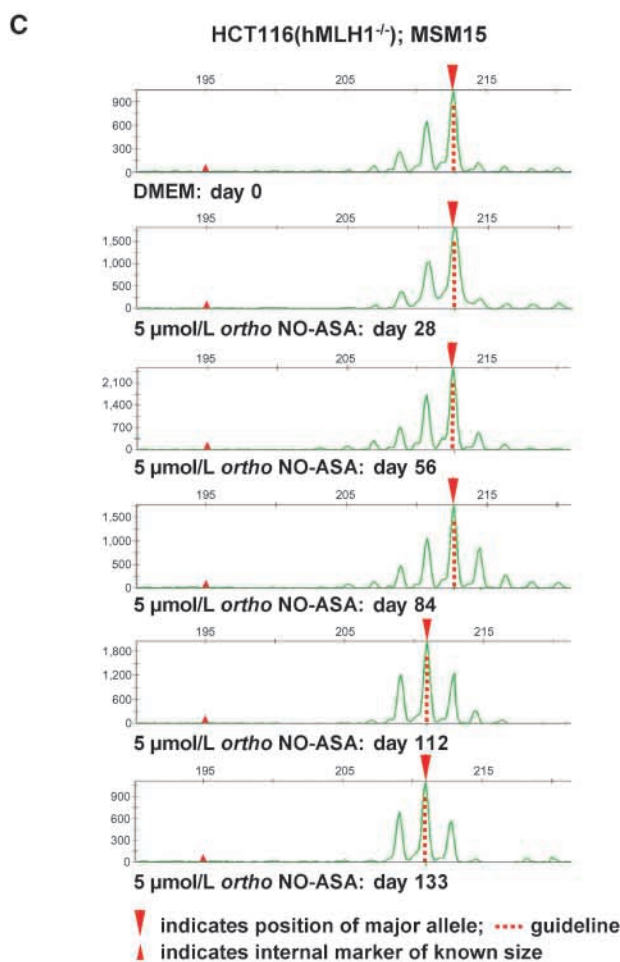 C
HCT116(hMLH1-/-); MSM15
195 205 215
900
600
300
0
DMEM: day 0
195 205 215
1,500
1,000
500
0
5 µmol/L ortho NO-ASA: day 28
195 205 215
2,100
1,400
700
0
5 µmol/L ortho NO-ASA: day 56
195 205 215
1,500
1,000
500
0
5 µmol/L ortho NO-ASA: day 84
195 205 215
1,800
1,200
600
0
5 µmol/L ortho NO-ASA: day 112
195 205 215
900
600
300
0
5 µmol/L ortho NO-ASA: day 133
indicates position of major allele; guideline
indicates internal marker of known size